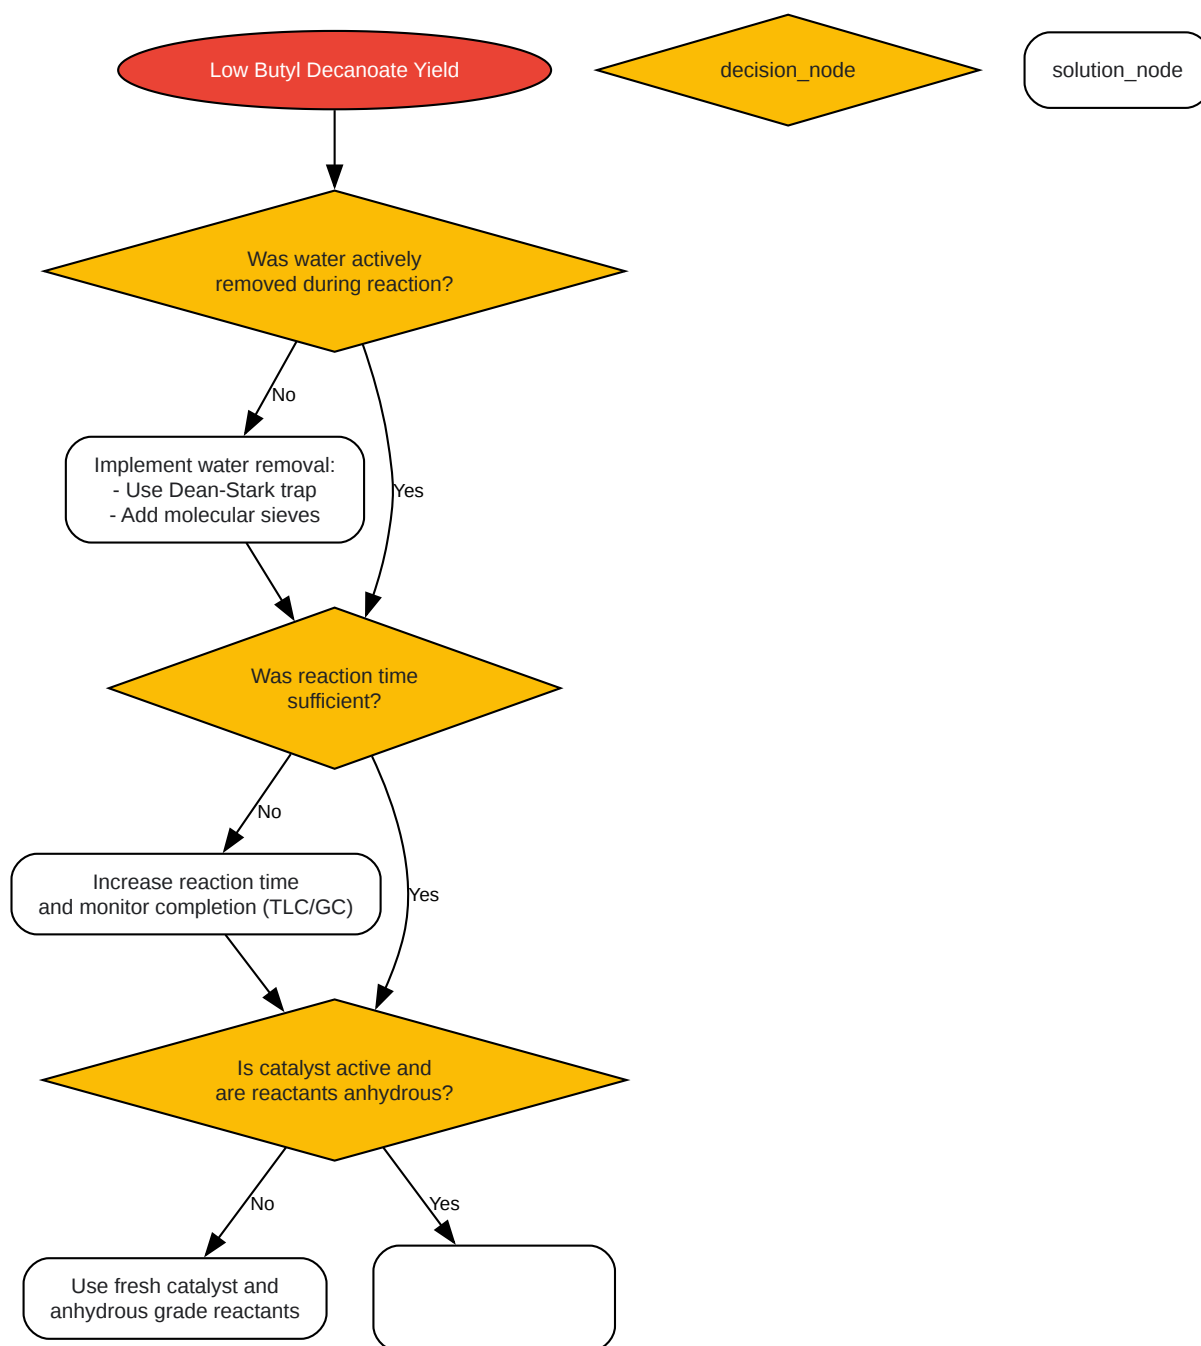 Low Butyl Decanoate Yield
decision_node
solution_node
Was water actively
removed during reaction?
No
Yes
Implement water removal:
- Use Dean-Stark trap
- Add molecular sieves
Was reaction time
sufficient?
No
Yes
Increase reaction time
and monitor completion (TLC/GC)
Is catalyst active and
are reactants anhydrous?
No
Yes
Use fresh catalyst and
anhydrous grade reactants